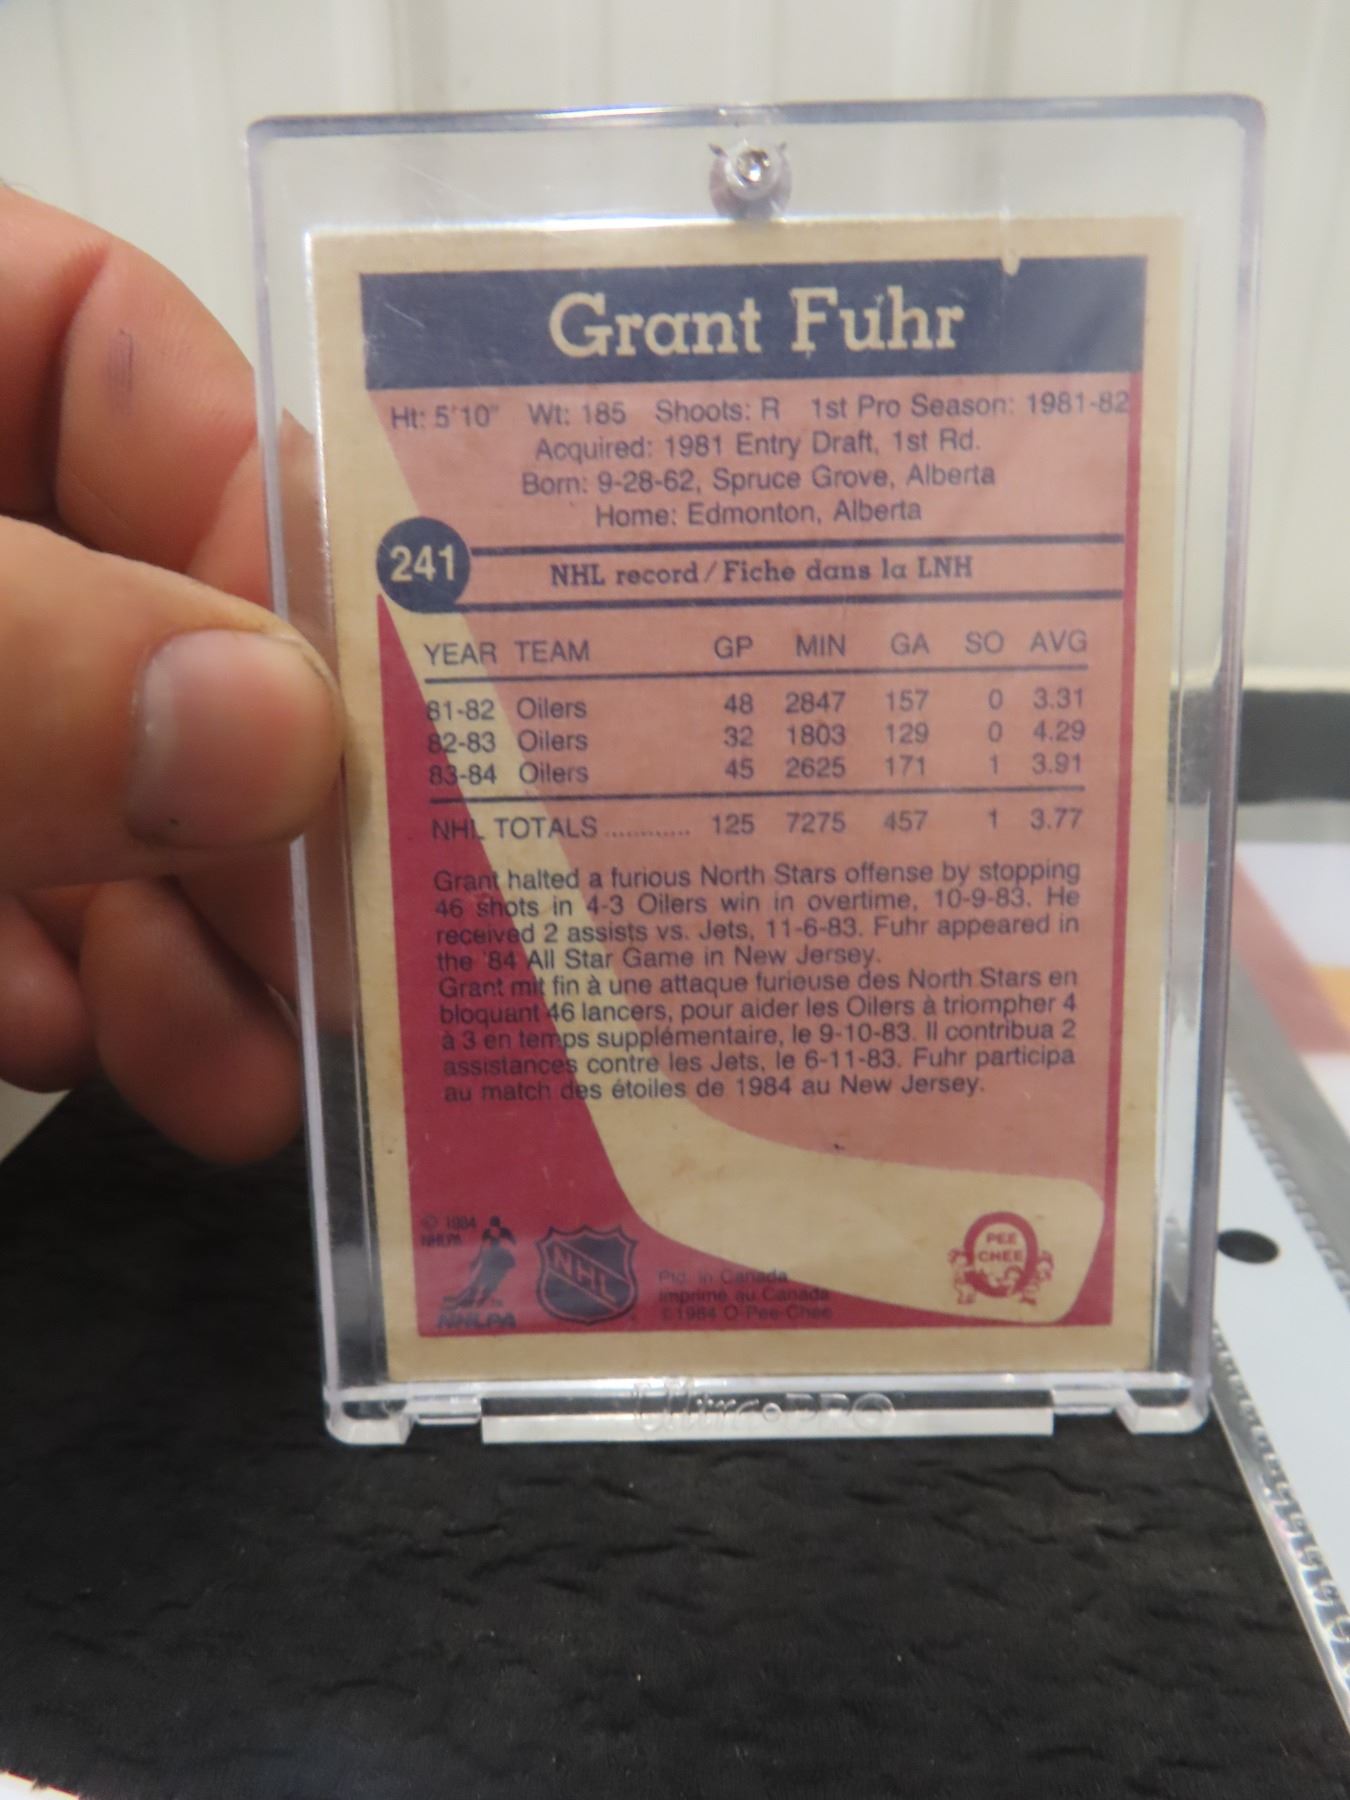 Grant Fuhr
Ht: 5'10" Wt: 185 Shoots: R 1st Pro Season: 1981-82
Acquired: 1981 Entry Draft, 1st Rd.
Born: 9-28-62, Spruce Grove, Alberta
Home: Edmonton, Alberta
241
NHL record/Fiche dans la LNH
YEAR TEAM GP MIN GA SO AVG
81-82 Oilers 48 2847 157 0 3.31
82-83 Oilers 32 1803 129 0 4.29
83-84 Oilers 45 2625 171 1 3.91
NHL TOTALS ............ 125 7275 457 1 3.77
Grant halted a furious North Stars offense by stopping
46 shots in 4-3 Oilers win in overtime, 10-9-83. He
received 2 assists vs. Jets, 11-6-83. Fuhr appeared in
the '84 All Star Game in New Jersey.
Grant mit fin à une attaque furieuse des North Stars en
bloquant 46 lancers, pour aider les Oilers à triompher 4
à 3 en temps supplémentaire, le 9-10-83. Il contribua 2
assistances contre les Jets, le 6-11-83. Fuhr participa
au match des étoiles de 1984 au New Jersey.
© 1984
NHLPA
NHLPA
NHL
Ptd. in Canada
Imprimé au Canada
©1984 O-Pee-Chee
O
PEE
CHEE
Ultra•PRO